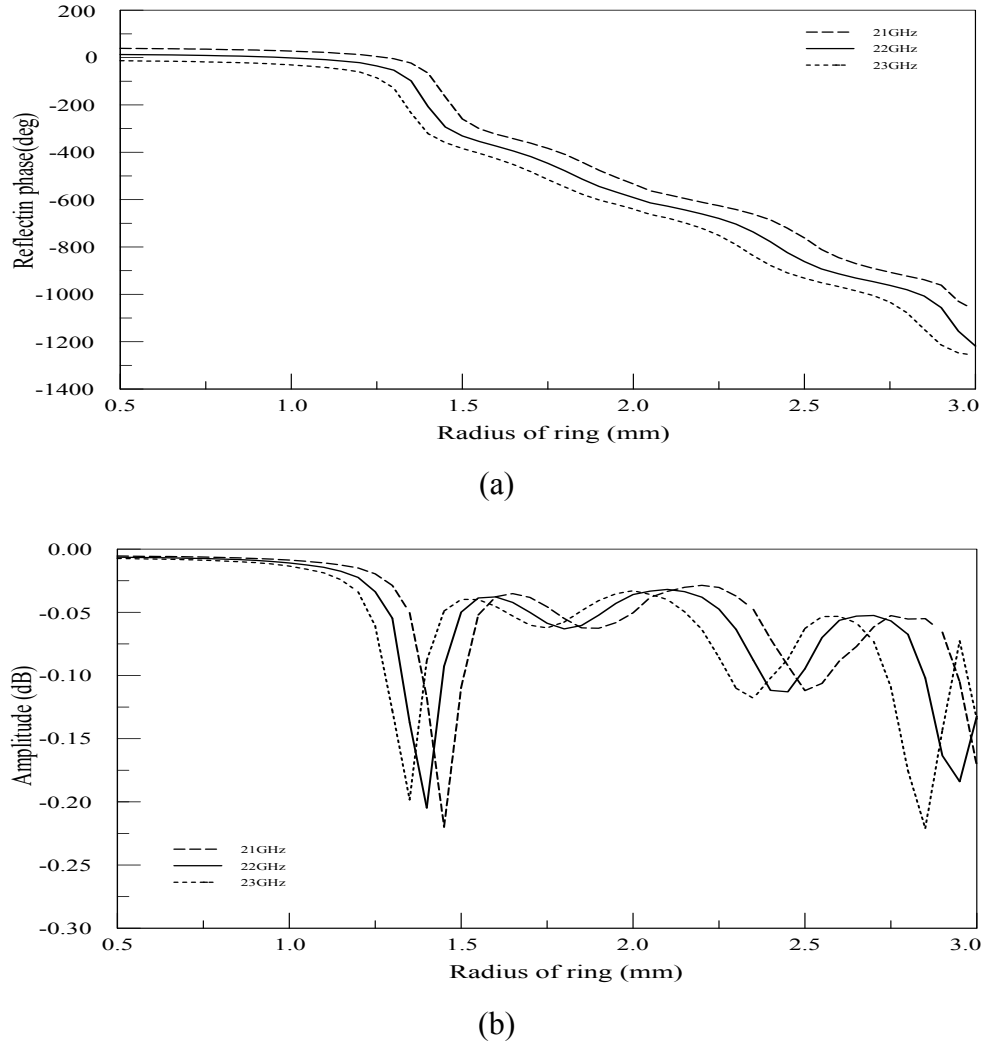 200
0
-200
-400
-600
-800
-1000
-1200
-1400
Reflectin phase(deg)
21GHz
22GHz
23GHz
0.5 1.0 1.5 2.0 2.5 3.0
Radius of ring (mm)
(a)
0.00
-0.05
-0.10
-0.15
-0.20
-0.25
-0.30
Amplitude (dB)
21GHz
22GHz
23GHz
0.5 1.0 1.5 2.0 2.5 3.0
Radius of ring (mm)
(b)